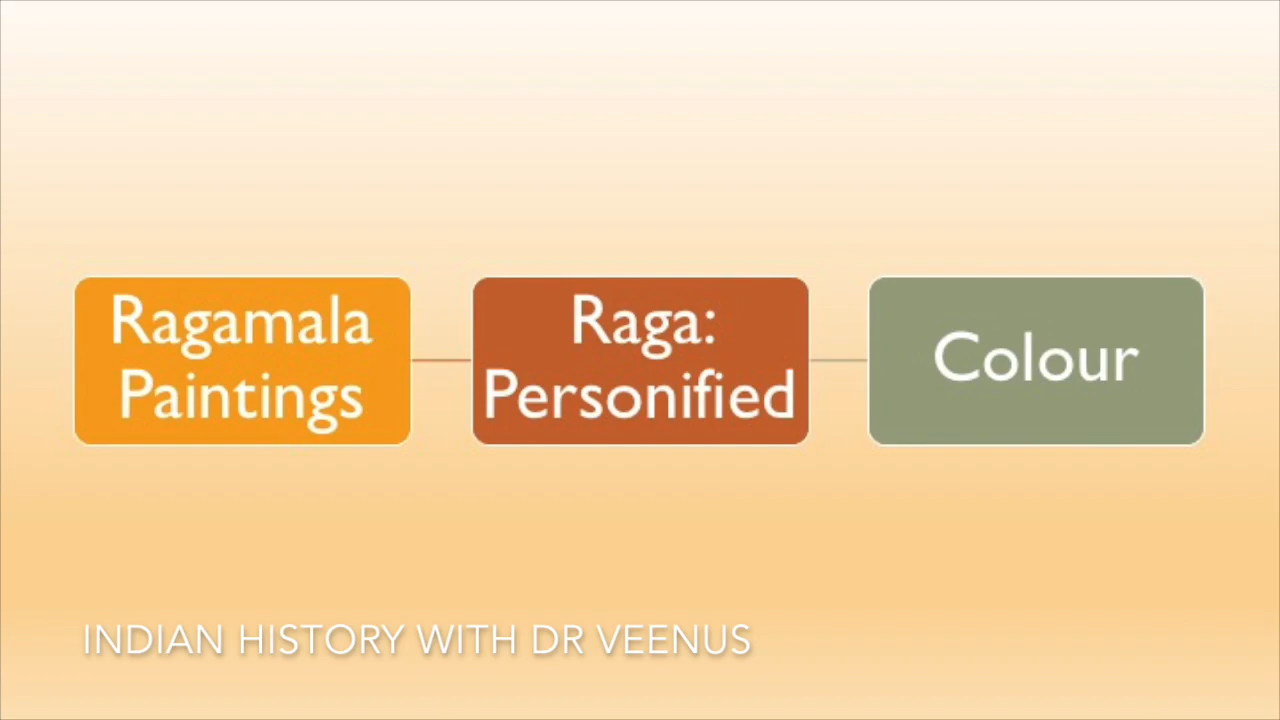 Ragamala
Paintings
Raga:
Personified
Colour
INDIAN HISTORY WITH DR VEENUS